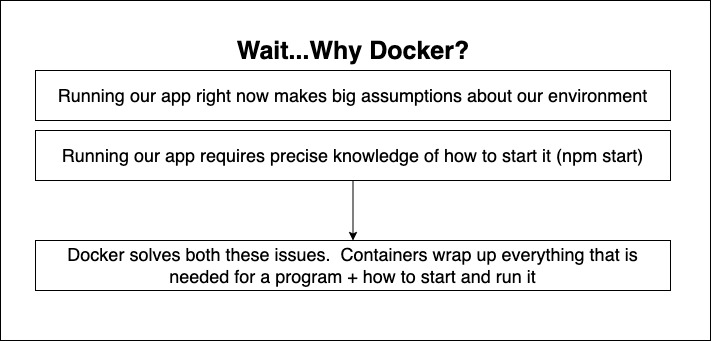 Wait...Why Docker?
Running our app right now makes big assumptions about our environment
Running our app requires precise knowledge of how to start it (npm start)
Docker solves both these issues.  Containers wrap up everything that is
needed for a program + how to start and run it